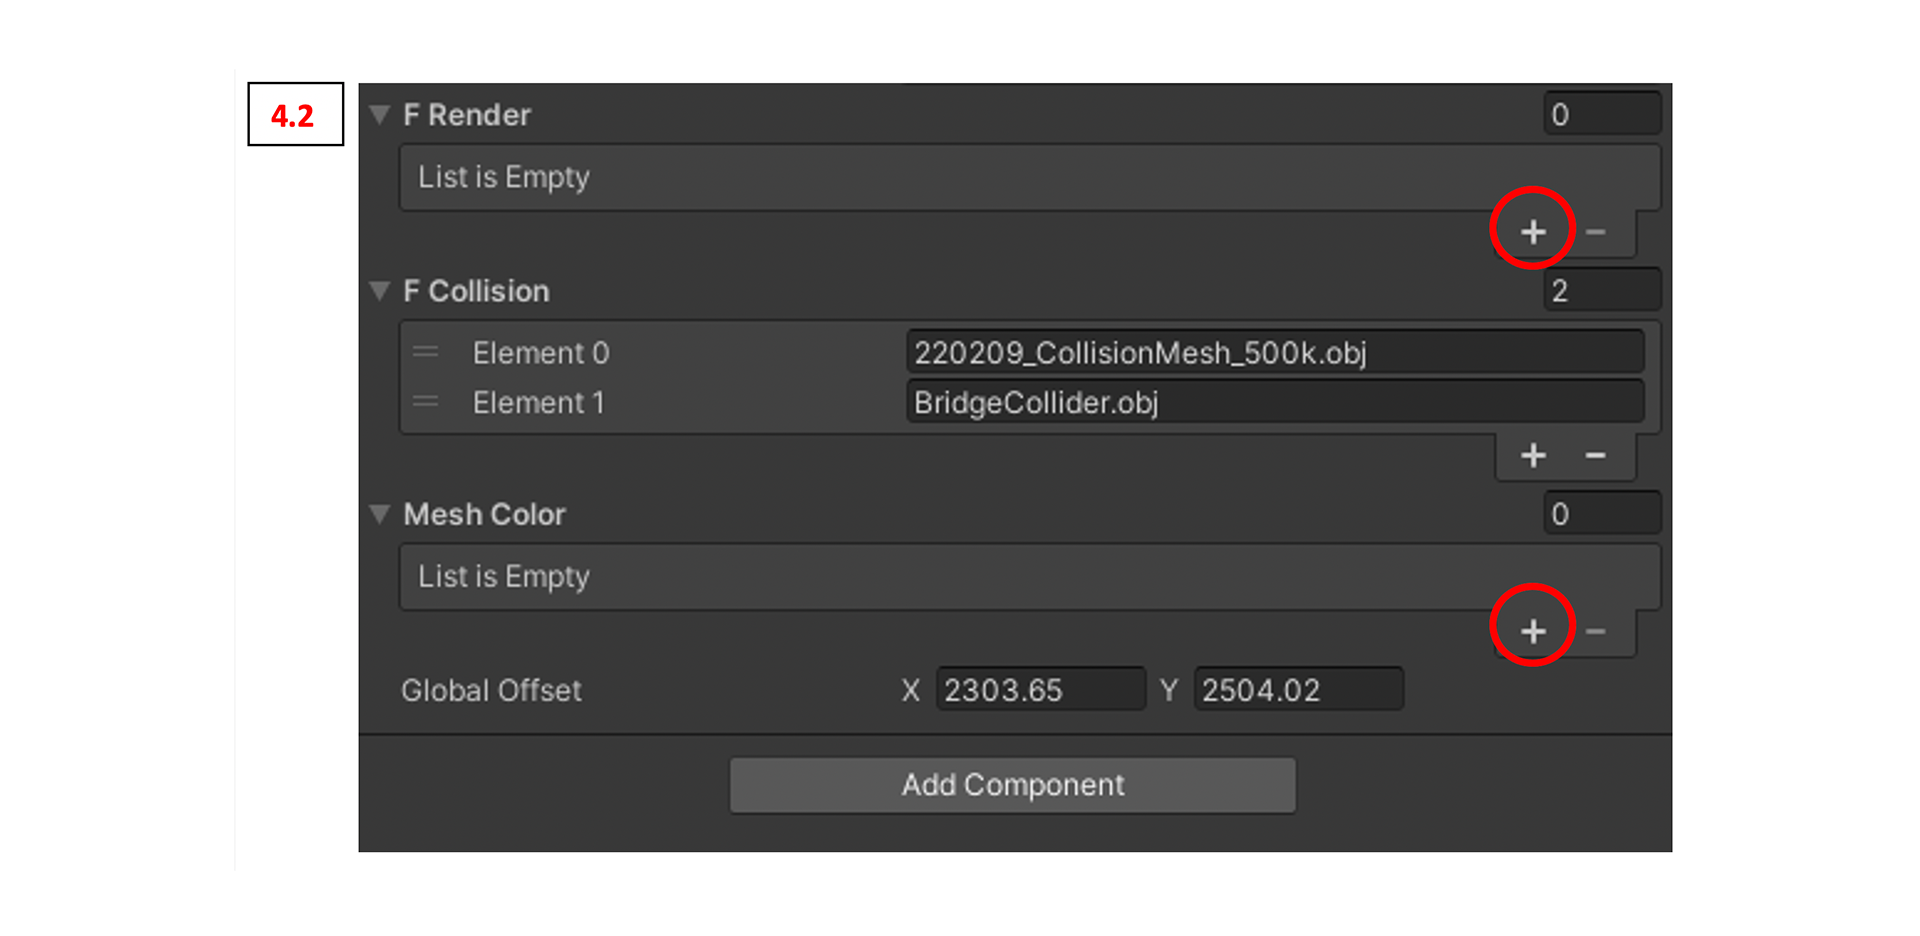 4.2
F Render 0
List is Empty
+ −
F Collision 2
Element 0 220209_CollisionMesh_500k.obj
Element 1 BridgeCollider.obj
+ −
Mesh Color 0
List is Empty
+ −
Global Offset X 2303.65 Y 2504.02
Add Component